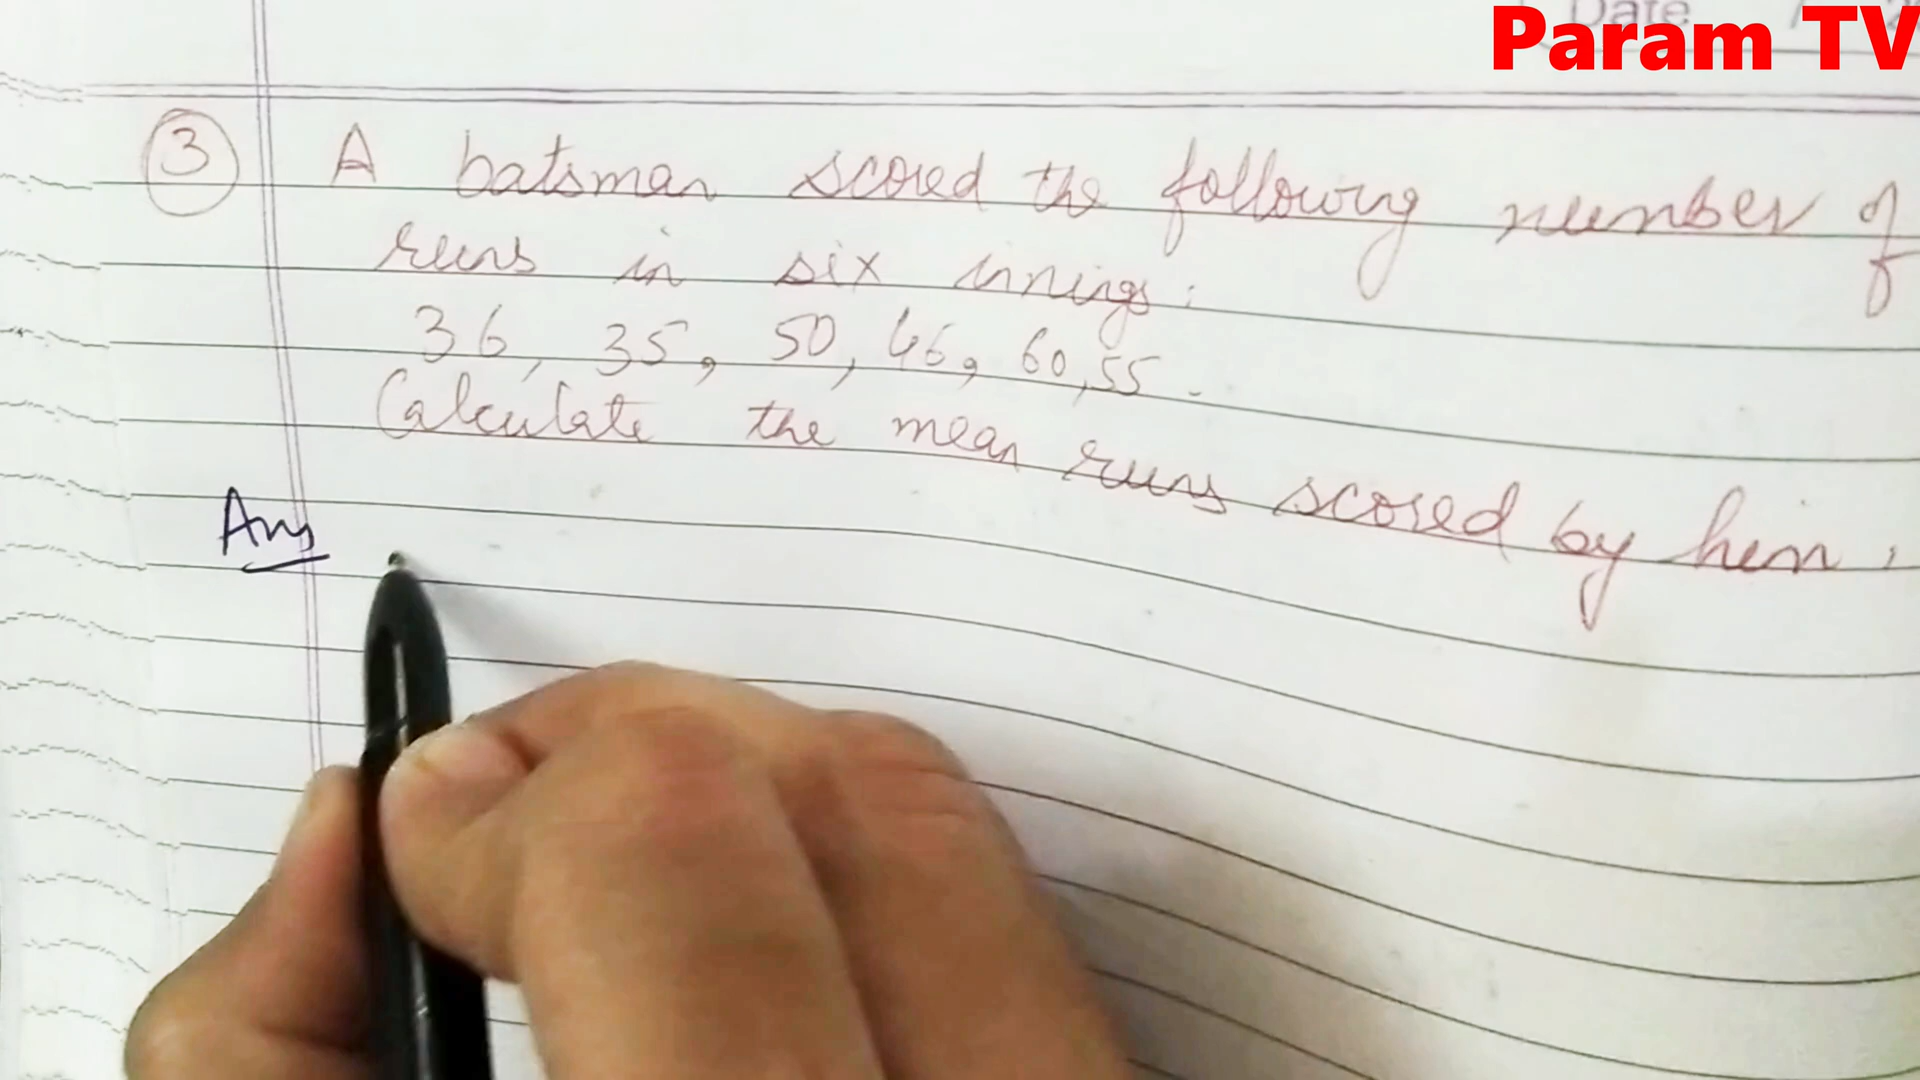 Date
Param TV
3 A batsman scored the following number of
runs in six innings:
36, 35, 50, 46, 60, 55.
Calculate the mean runs scored by him.
Ans